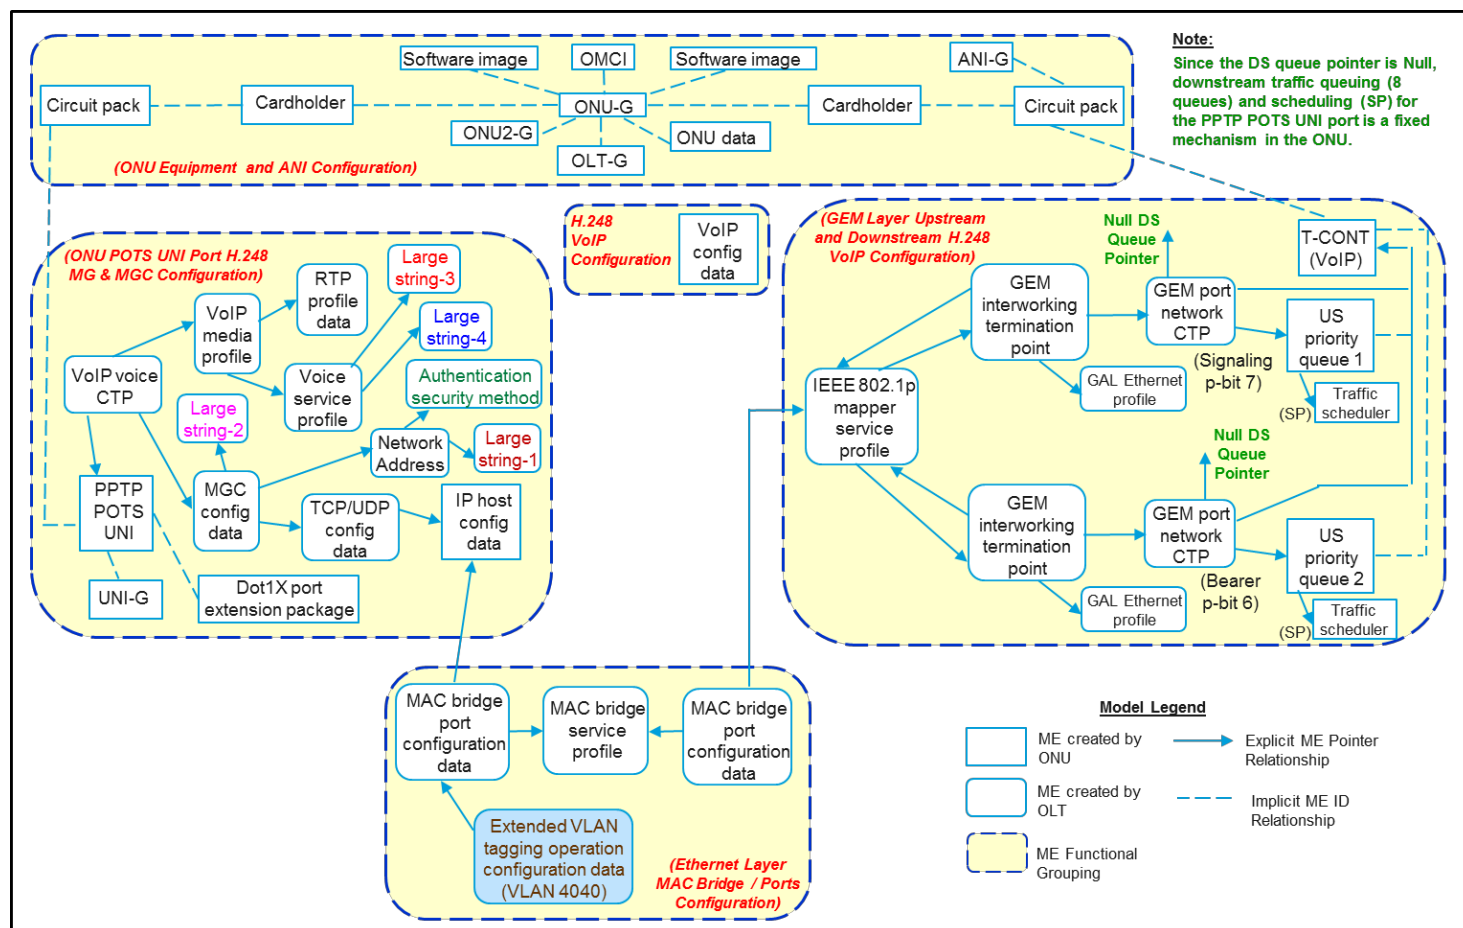 Software image
OMCI
Software image
ANI-G
Circuit pack
Cardholder
ONU-G
Cardholder
Circuit pack
ONU2-G
ONU data
OLT-G
(ONU Equipment and ANI Configuration)
Note:
Since the DS queue pointer is Null,
downstream traffic queuing (8
queues) and scheduling (SP) for
the PPTP POTS UNI port is a fixed
mechanism in the ONU.
(ONU POTS UNI Port H.248
MG & MGC Configuration)
RTP
profile
data
Large
string-3
VoIP
media
profile
Large
string-4
VoIP voice
CTP
Voice
service
profile
Authentication
security method
Large
string-2
Network
Address
Large
string-1
PPTP
POTS
UNI
MGC
config
data
TCP/UDP
config
data
IP host
config
data
UNI-G
Dot1X port
extension package
H.248
VoIP
Configuration
VoIP
config
data
(GEM Layer Upstream
and Downstream H.248
VoIP Configuration)
Null DS
Queue
Pointer
T-CONT
(VoIP)
GEM
interworking
termination
point
GEM port
network
CTP
US
priority
queue 1
(Signaling
p-bit 7)
GAL Ethernet
profile
(SP)
Traffic
scheduler
IEEE 802.1p
mapper
service
profile
Null DS
Queue
Pointer
GEM
interworking
termination
point
GEM port
network
CTP
US
priority
queue 2
(Bearer
p-bit 6)
GAL Ethernet
profile
(SP)
Traffic
scheduler
MAC bridge
port
configuration
data
MAC bridge
service
profile
MAC bridge
port
configuration
data
Extended VLAN
tagging operation
configuration data
(VLAN 4040)
(Ethernet Layer
MAC Bridge / Ports
Configuration)
Model Legend
ME created by
ONU
Explicit ME Pointer
Relationship
ME created by
OLT
Implicit ME ID
Relationship
ME Functional
Grouping